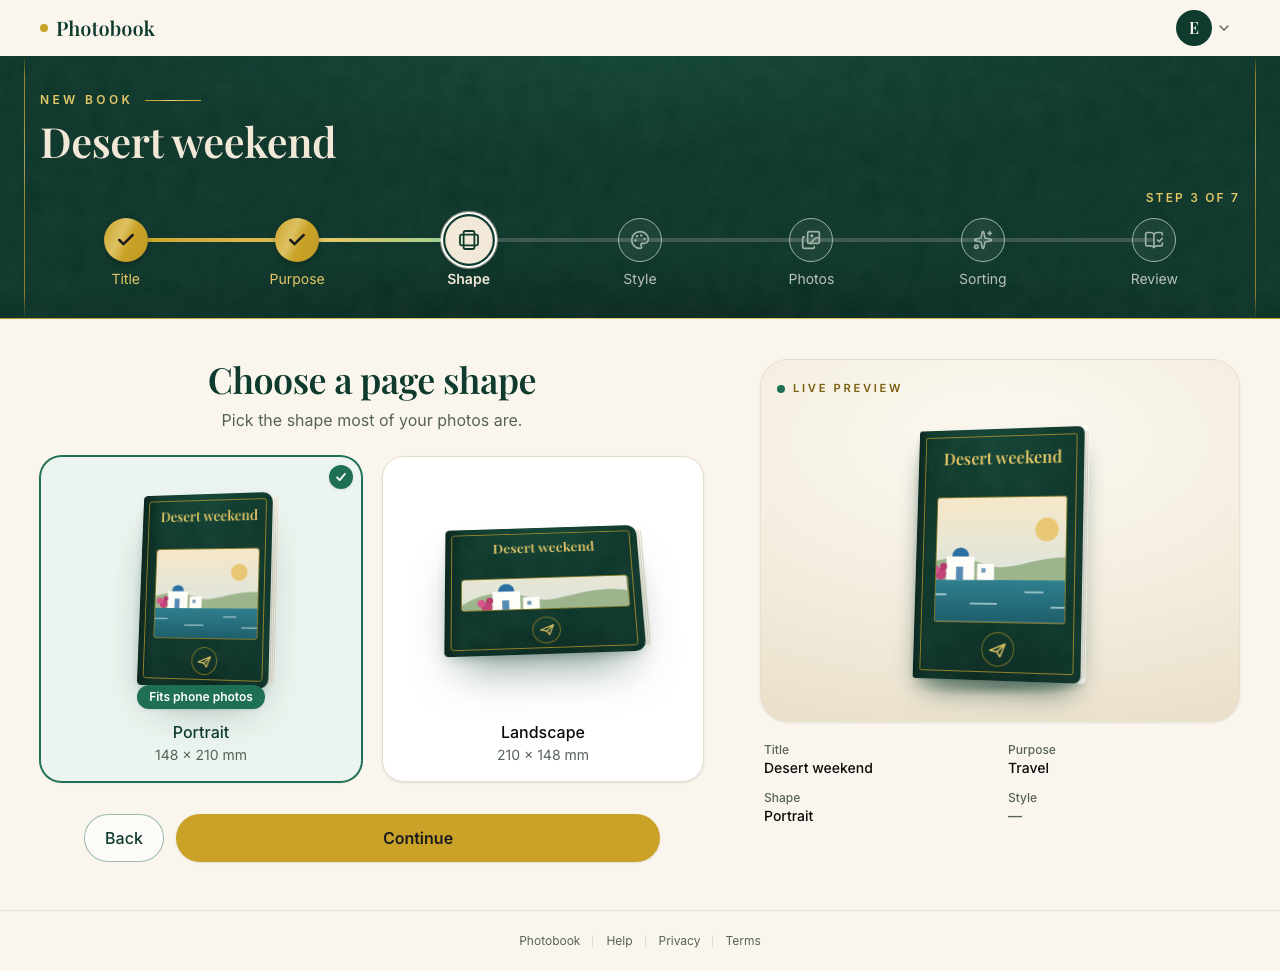 Photobook
E
NEW BOOK
Desert weekend
STEP 3 OF 7
Title
Purpose
Shape
Style
Photos
Sorting
Review
Choose a page shape
Pick the shape most of your photos are.
Desert weekend
Fits phone photos
Portrait
148 × 210 mm
Desert weekend
Landscape
210 × 148 mm
Back
Continue
LIVE PREVIEW
Desert weekend
Title
Desert weekend
Purpose
Travel
Shape
Portrait
Style
—
Photobook
Help
Privacy
Terms